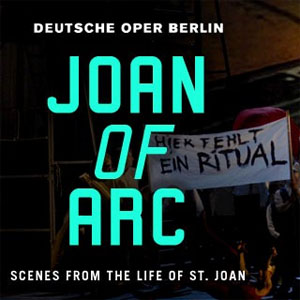 DEUTSCHE OPER BERLIN
JOAN
OF
ARC
HIER FEHLT
EIN RITUAL
SCENES FROM THE LIFE OF ST. JOAN